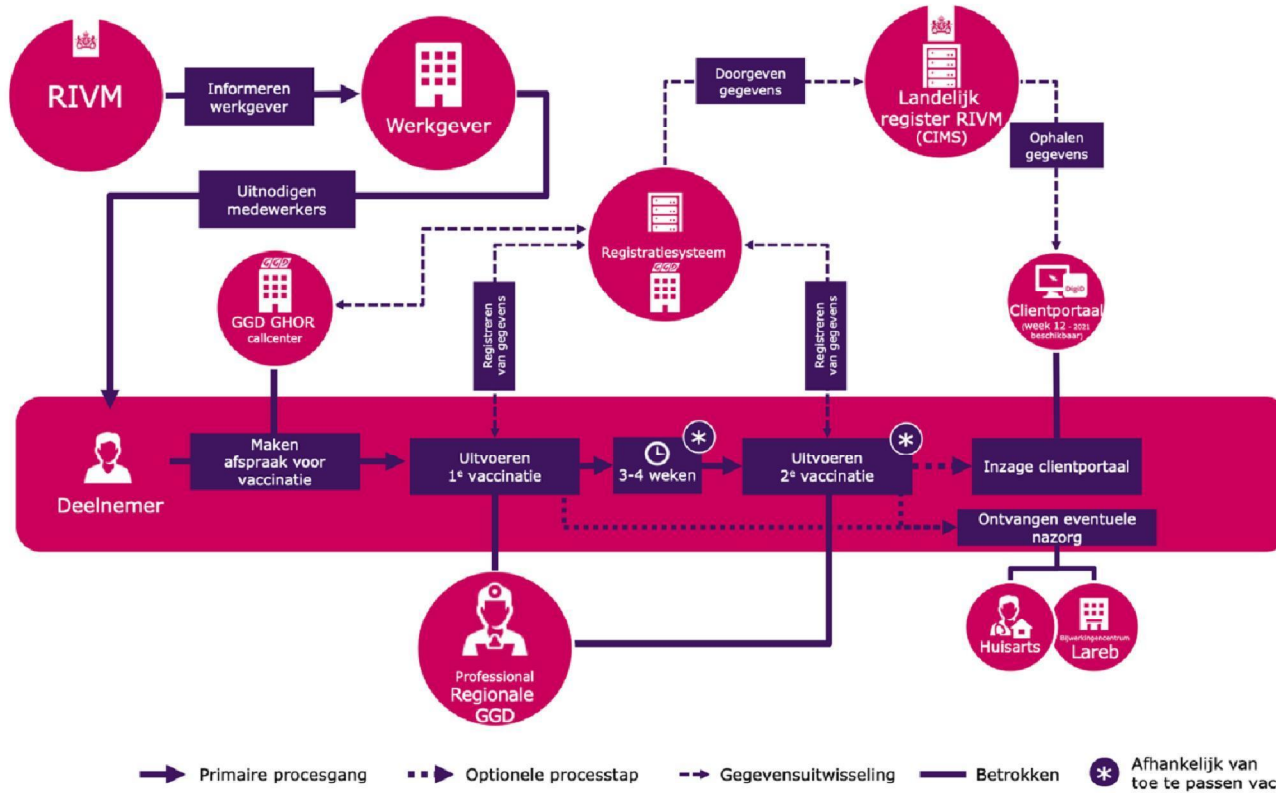 RIVM
Informeren
werkgever
Werkgever
Uitnodigen
medewerkers
Doorgeven
gegevens
Landelijk
register RIVM
(CIMS)
Ophalen
gegevens
Registratiesysteem
GGD
GGD
GGD GHOR
callcenter
Registreren
van gegevens
Registreren
van gegevens
DigiD
Clientportaal
(week 12 - 2021
beschikbaar)
Deelnemer
Maken
afspraak voor
vaccinatie
Uitvoeren
1e vaccinatie
3-4 weken
*
Uitvoeren
2e vaccinatie
*
Inzage clientportaal
Ontvangen eventuele
nazorg
Professional
Regionale
GGD
Huisarts
Bijwerkingencentrum
Lareb
Primaire procesgang
Optionele processtap
Gegevensuitwisseling
Betrokken
*
Afhankelijk van
toe te passen vac